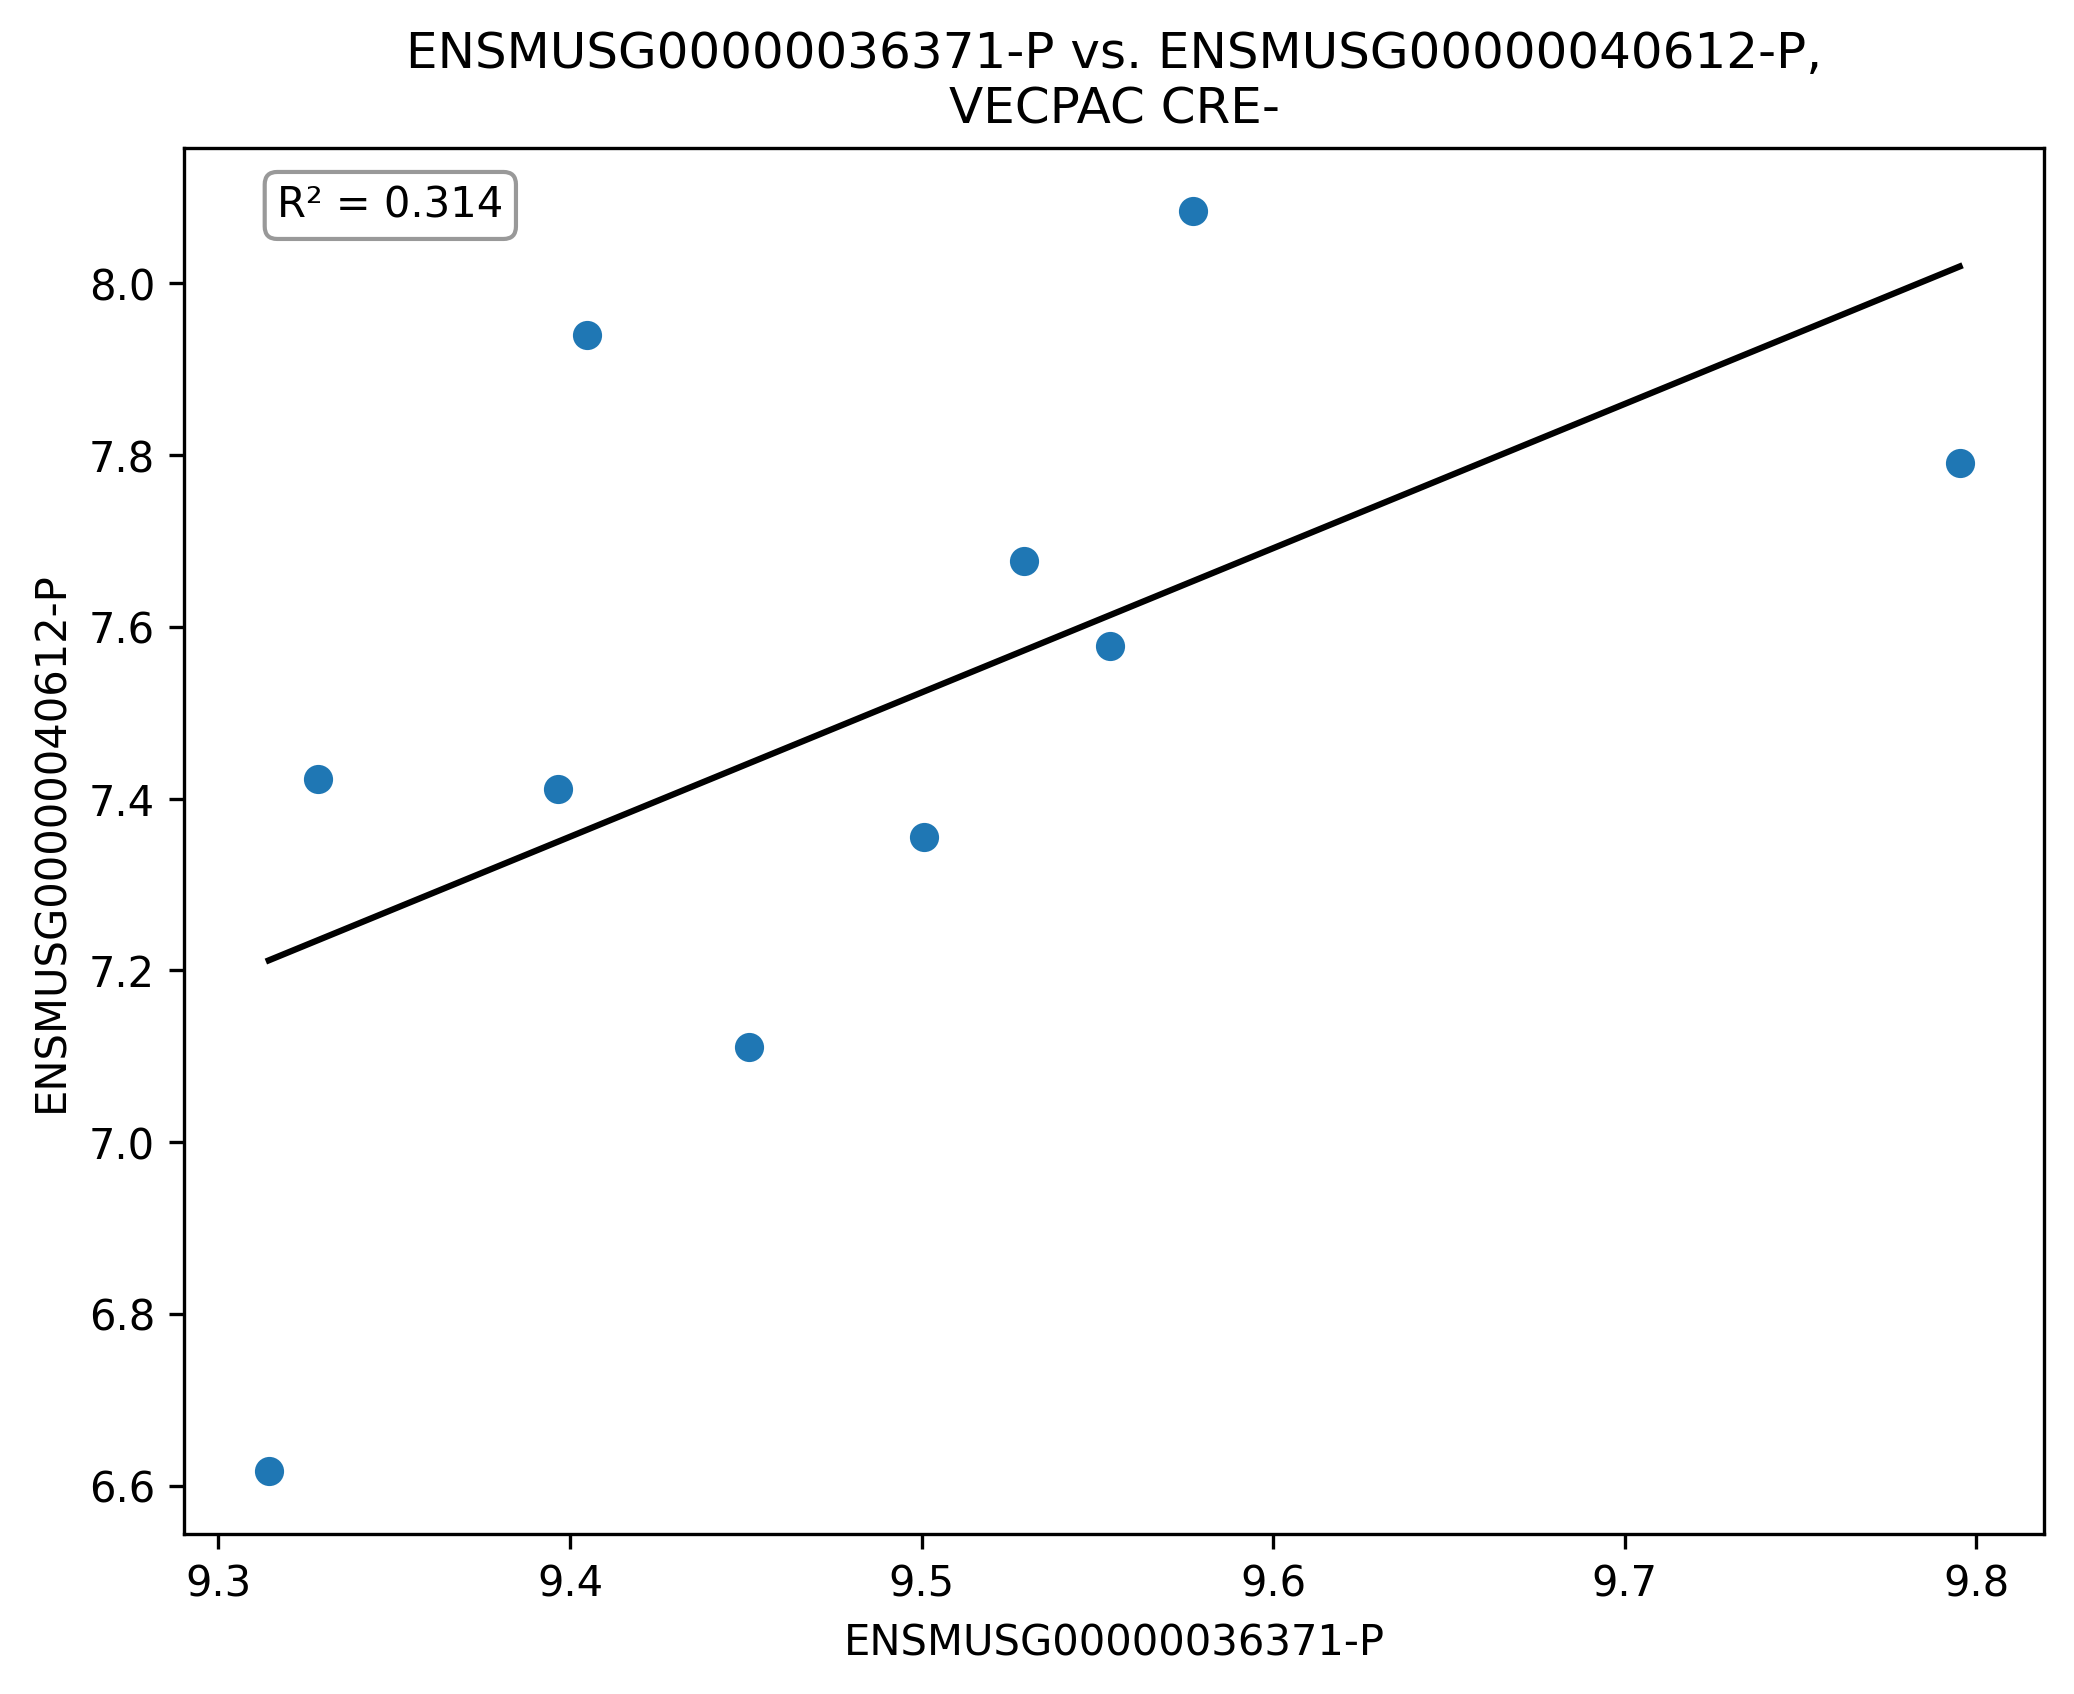 ENSMUSG00000036371-P vs. ENSMUSG00000040612-P,
VECPAC CRE-
R² = 0.314
8.0
7.8
7.6
7.4
7.2
7.0
6.8
6.6
ENSMUSG00000040612-P
9.3 9.4 9.5 9.6 9.7 9.8
ENSMUSG00000036371-P